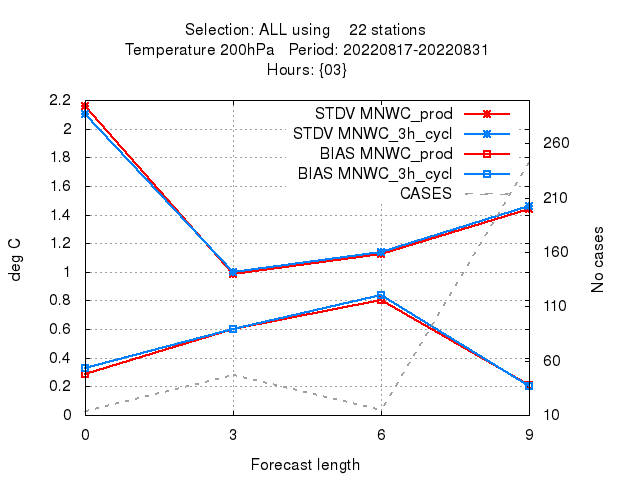 Selection: ALL using 22 stations
Temperature 200hPa Period: 20220817-20220831
Hours: {03}
2.2
2
1.8
1.6
1.4
1.2
1
0.8
0.6
0.4
0.2
0
deg C
STDV MNWC_prod
STDV MNWC_3h_cycl
BIAS MNWC_prod
BIAS MNWC_3h_cycl
CASES
260
210
160
110
60
10
No cases
0 3 6 9
Forecast length